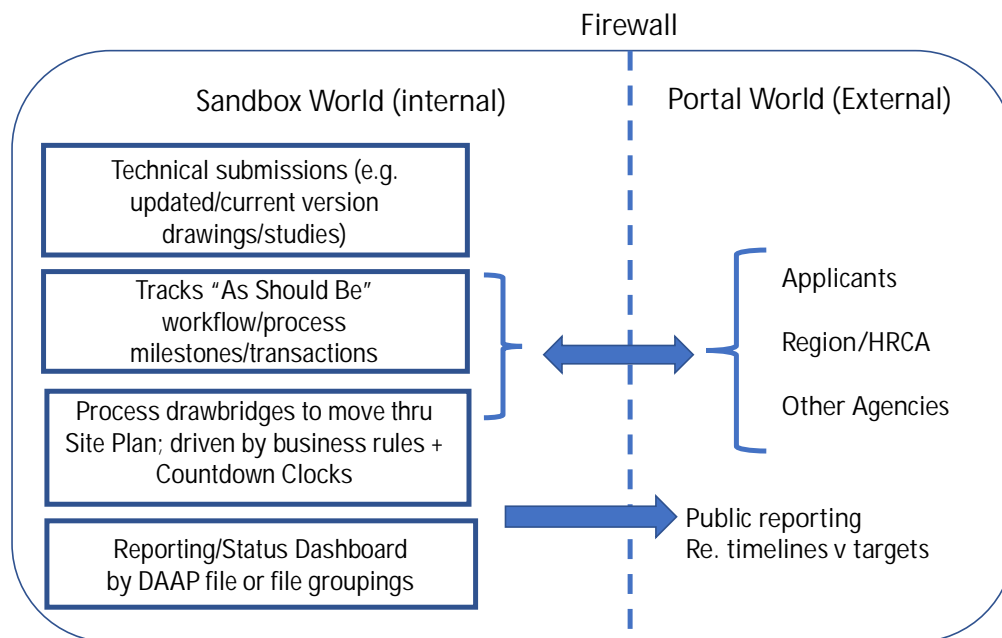 Firewall
Sandbox World (internal)
Portal World (External)
Technical submissions (e.g.
updated/current version
drawings/studies)
Tracks “As Should Be”
workflow/process
milestones/transactions
Process drawbridges to move thru
Site Plan; driven by business rules +
Countdown Clocks
Reporting/Status Dashboard
by DAAP file or file groupings
Applicants
Region/HRCA
Other Agencies
Public reporting
Re. timelines v targets